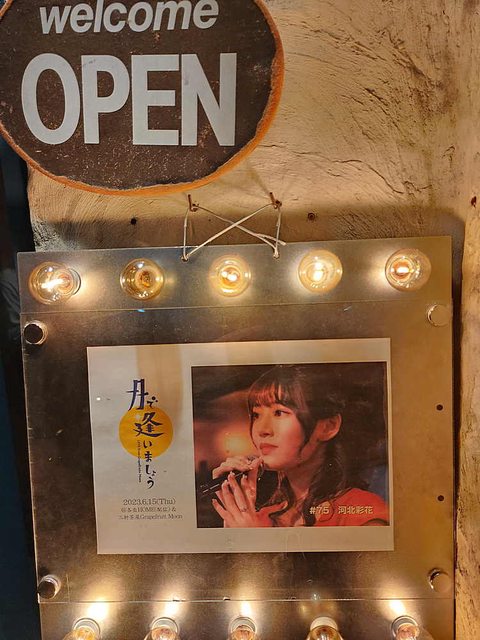 welcome
OPEN
月で
逢いましょう
2023.6.15(Thu)
三軒茶屋Grapefruit Moon
#75 河北彩花